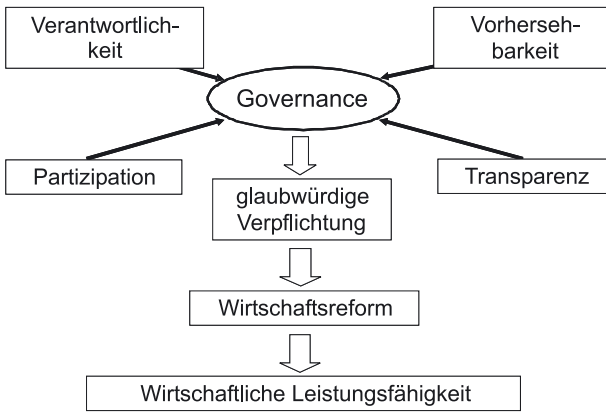 Verantwortlich-
keit
Vorherseh-
barkeit
Governance
Partizipation
Transparenz
glaubwürdige
Verpflichtung
Wirtschaftsreform
Wirtschaftliche Leistungsfähigkeit